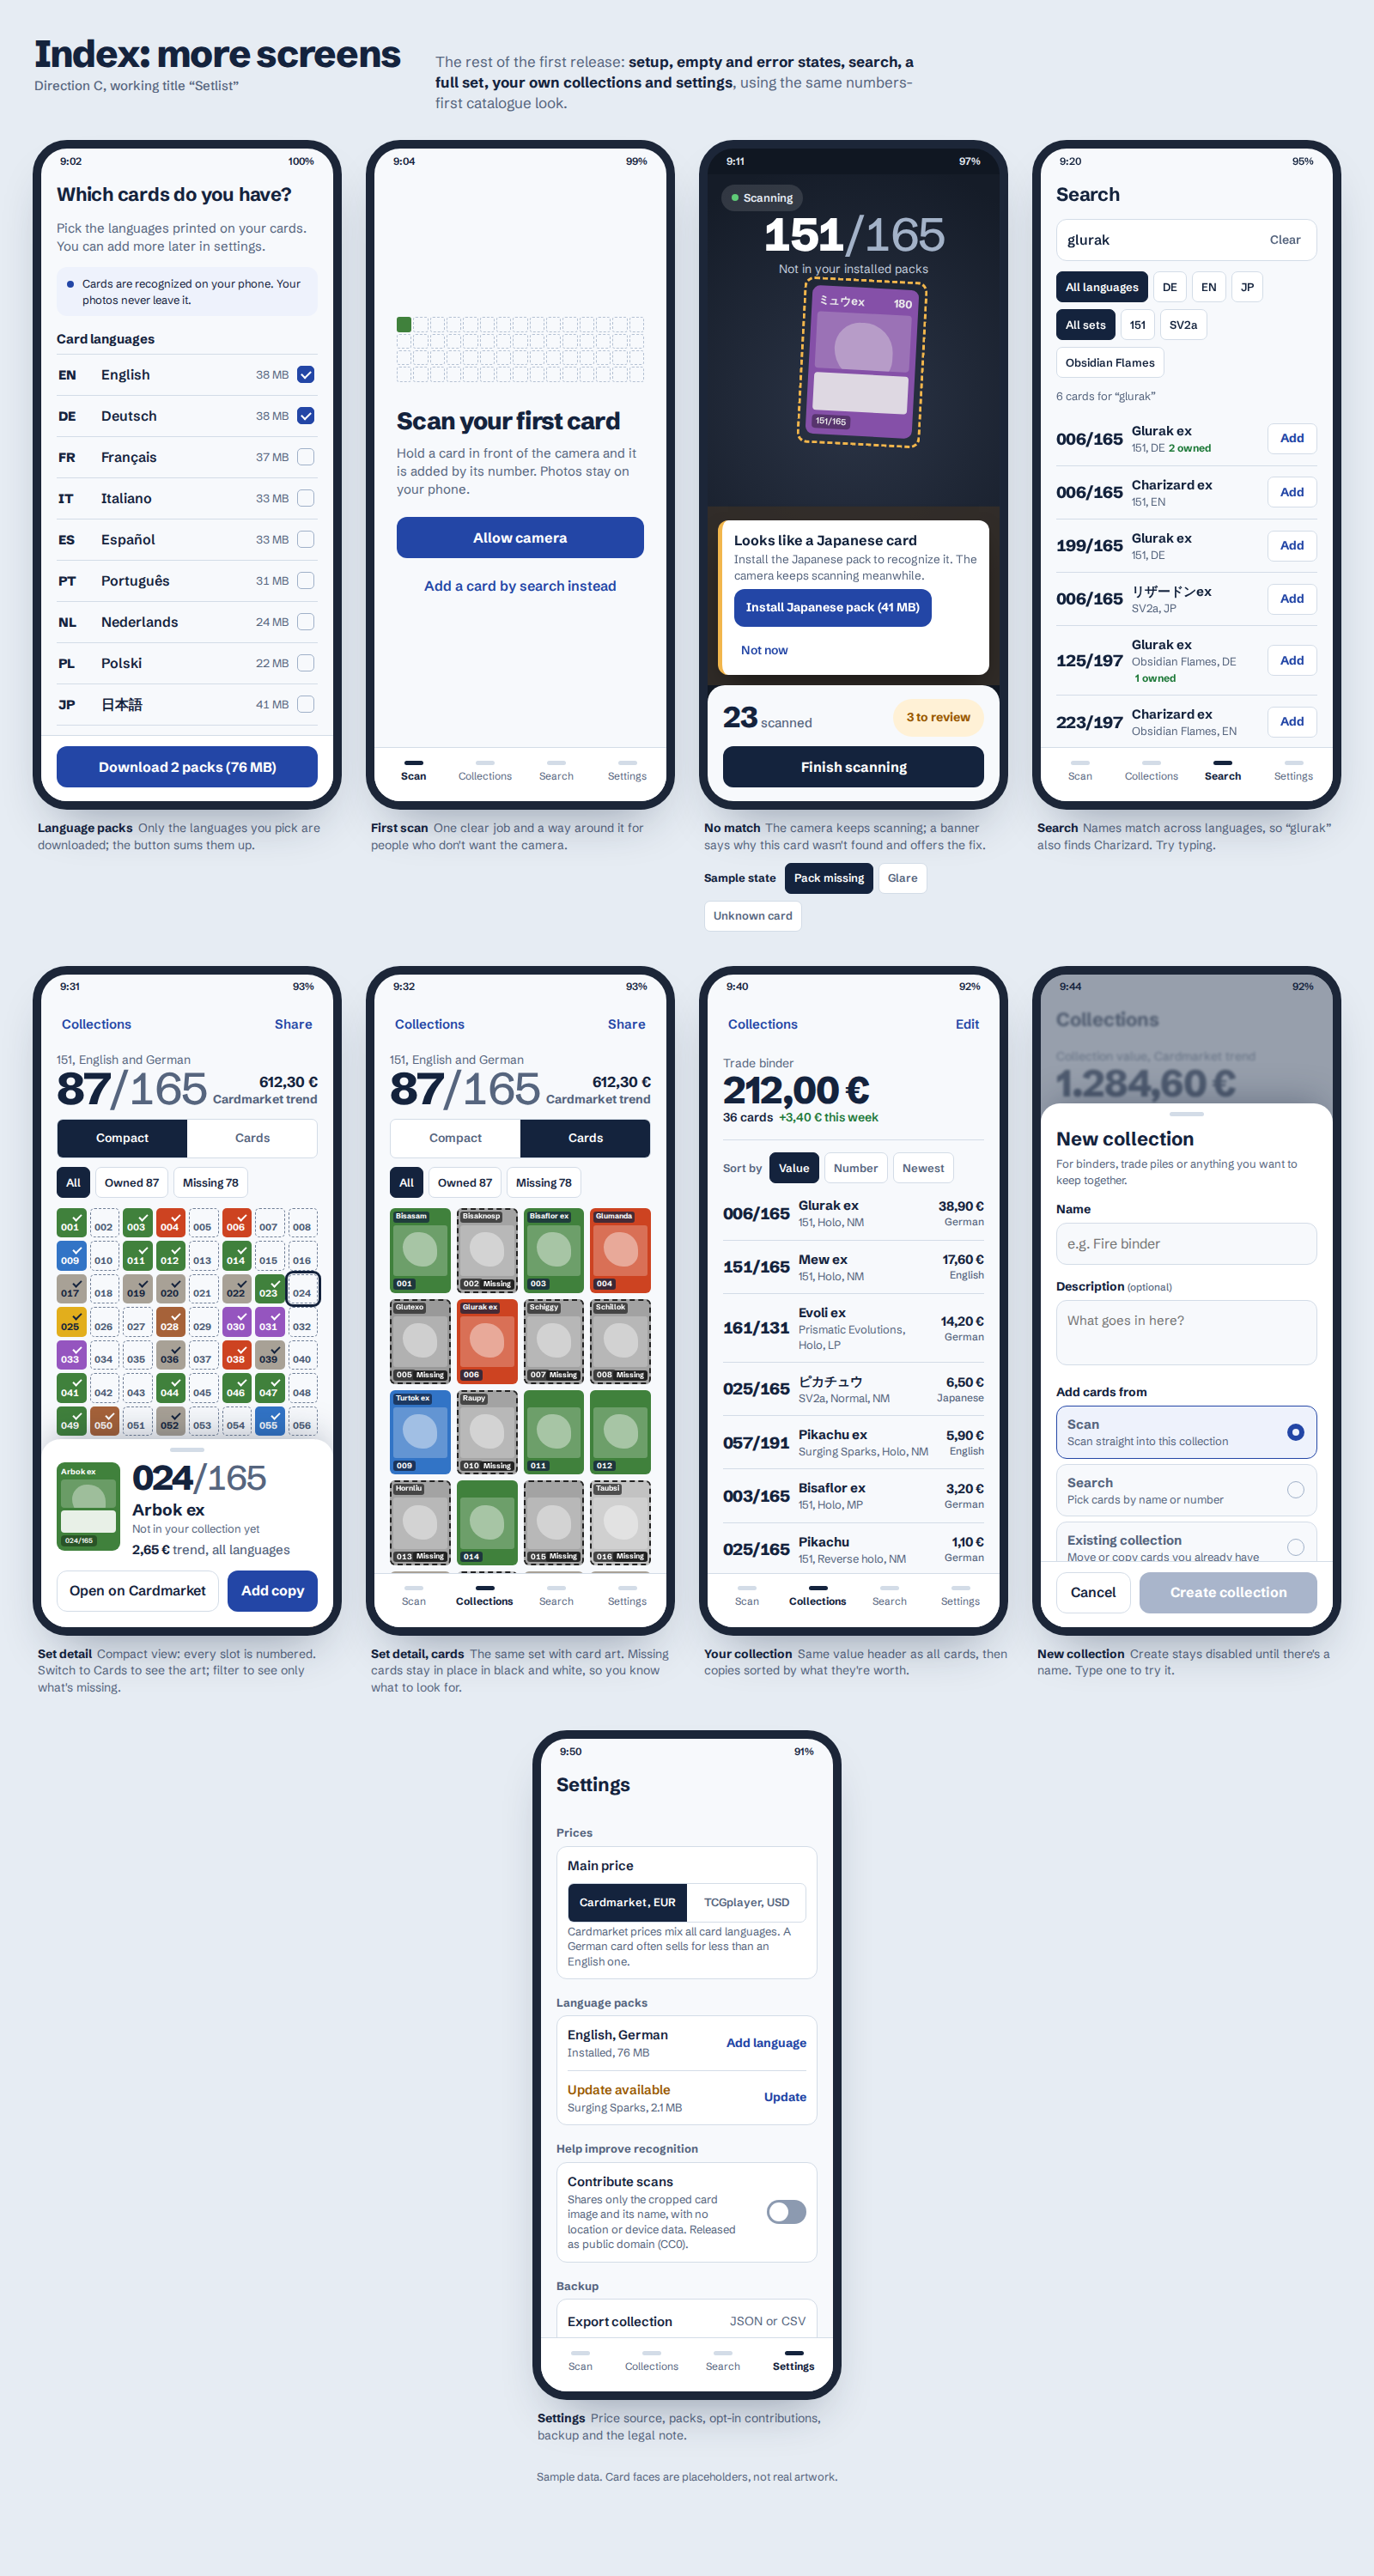 Index: more screens
Direction C, working title “Setlist”
The rest of the first release: setup, empty and error states, search, a
full set, your own collections and settings, using the same numbers-
first catalogue look.
9:02 100%
Which cards do you have?
Pick the languages printed on your cards.
You can add more later in settings.
Cards are recognized on your phone. Your
photos never leave it.
Card languages
EN English 38 MB
DE Deutsch 38 MB
FR Français 37 MB
IT Italiano 33 MB
ES Español 33 MB
PT Português 31 MB
NL Nederlands 24 MB
PL Polski 22 MB
JP 日本語 41 MB
Download 2 packs (76 MB)
Language packs Only the languages you pick are
downloaded; the button sums them up.
9:04 99%
Scan your first card
Hold a card in front of the camera and it
is added by its number. Photos stay on
your phone.
Allow camera
Add a card by search instead
Scan Collections Search Settings
First scan One clear job and a way around it for
people who don't want the camera.
9:11 97%
Scanning
151/165
Not in your installed packs
ミュウex 180
151/165
Looks like a Japanese card
Install the Japanese pack to recognize it. The
camera keeps scanning meanwhile.
Install Japanese pack (41 MB)
Not now
23 scanned 3 to review
Finish scanning
No match The camera keeps scanning; a banner
says why this card wasn't found and offers the fix.
Sample state Pack missing Glare
Unknown card
9:20 95%
Search
glurak Clear
All languages DE EN JP
All sets 151 SV2a
Obsidian Flames
6 cards for “glurak”
006/165 Glurak ex Add
151, DE 2 owned
006/165 Charizard ex Add
151, EN
199/165 Glurak ex Add
151, DE
006/165 リザードンex Add
SV2a, JP
125/197 Glurak ex Add
Obsidian Flames, DE
1 owned
223/197 Charizard ex Add
Obsidian Flames, EN
Scan Collections Search Settings
Search Names match across languages, so “glurak”
also finds Charizard. Try typing.
9:31 93%
Collections Share
151, English and German
87/165 612,30 €
Cardmarket trend
Compact Cards
All Owned 87 Missing 78
001 002 003 004 005 006 007 008
009 010 011 012 013 014 015 016
017 018 019 020 021 022 023 024
025 026 027 028 029 030 031 032
033 034 035 036 037 038 039 040
041 042 043 044 045 046 047 048
049 050 051 052 053 054 055 056
Arbok ex
024/165
024/165
Arbok ex
Not in your collection yet
2,65 € trend, all languages
Open on Cardmarket Add copy
Set detail Compact view: every slot is numbered.
Switch to Cards to see the art; filter to see only
what's missing.
9:32 93%
Collections Share
151, English and German
87/165 612,30 €
Cardmarket trend
Compact Cards
All Owned 87 Missing 78
Bisasam Bisaknosp Bisaflor ex Glumanda
001 002 Missing 003 004
Glutexo Glurak ex Schiggy Schillok
005 Missing 006 007 Missing 008 Missing
Turtok ex Raupy
009 010 Missing 011 012
Hornliu Taubsi
013 Missing 014 015 Missing 016 Missing
Scan Collections Search Settings
Set detail, cards The same set with card art. Missing
cards stay in place in black and white, so you know
what to look for.
9:40 92%
Collections Edit
Trade binder
212,00 €
36 cards +3,40 € this week
Sort by Value Number Newest
006/165 Glurak ex 38,90 €
151, Holo, NM German
151/165 Mew ex 17,60 €
151, Holo, NM English
161/131 Evoli ex 14,20 €
Prismatic Evolutions, German
Holo, LP
025/165 ピカチュウ 6,50 €
SV2a, Normal, NM Japanese
057/191 Pikachu ex 5,90 €
Surging Sparks, Holo, NM English
003/165 Bisaflor ex 3,20 €
151, Holo, MP German
025/165 Pikachu 1,10 €
151, Reverse holo, NM German
Scan Collections Search Settings
Your collection Same value header as all cards, then
copies sorted by what they're worth.
9:44 92%
Collections
Collection value, Cardmarket trend
1.284,60 €
New collection
For binders, trade piles or anything you want to
keep together.
Name
e.g. Fire binder
Description (optional)
What goes in here?
Add cards from
Scan
Scan straight into this collection
Search
Pick cards by name or number
Existing collection
Move or copy cards you already have
Cancel Create collection
New collection Create stays disabled until there's a
name. Type one to try it.
9:50 91%
Settings
Prices
Main price
Cardmarket, EUR TCGplayer, USD
Cardmarket prices mix all card languages. A
German card often sells for less than an
English one.
Language packs
English, German Add language
Installed, 76 MB
Update available Update
Surging Sparks, 2.1 MB
Help improve recognition
Contribute scans
Shares only the cropped card
image and its name, with no
location or device data. Released
as public domain (CC0).
Backup
Export collection JSON or CSV
Scan Collections Search Settings
Settings Price source, packs, opt-in contributions,
backup and the legal note.
Sample data. Card faces are placeholders, not real artwork.